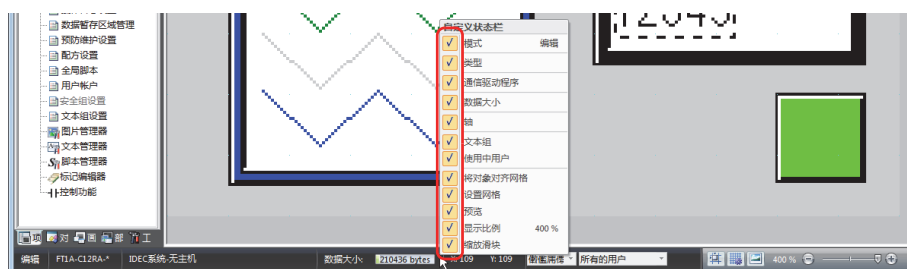 数据暂存区域管理
预防维护设置
配方设置
全局脚本
用户帐户
安全组设置
文本组设置
图片管理器
文本管理器
脚本管理器
标记编辑器
控制功能
项 对 画 部 工
自定义状态栏
模式 编辑
类型
通信驱动程序
数据大小
轴
文本组
使用中用户
将对象对齐网格
设置网格
预览
显示比例 400 %
缩放滑块
编辑 FT1A-C12RA-* IDEC系统-无主机 数据大小: 210436 bytes X: 109 Y: 109 所有的用户 400 %